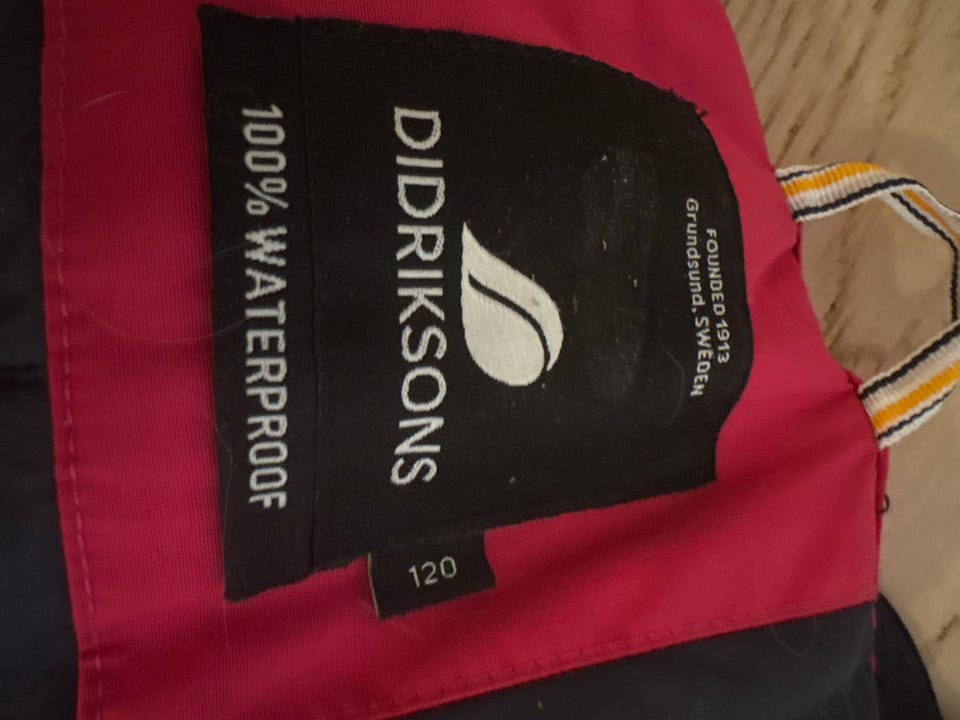 FOUNDED 1913
Grundsund, SWEDEN
DIDRIKSONS
100% WATERPROOF
120